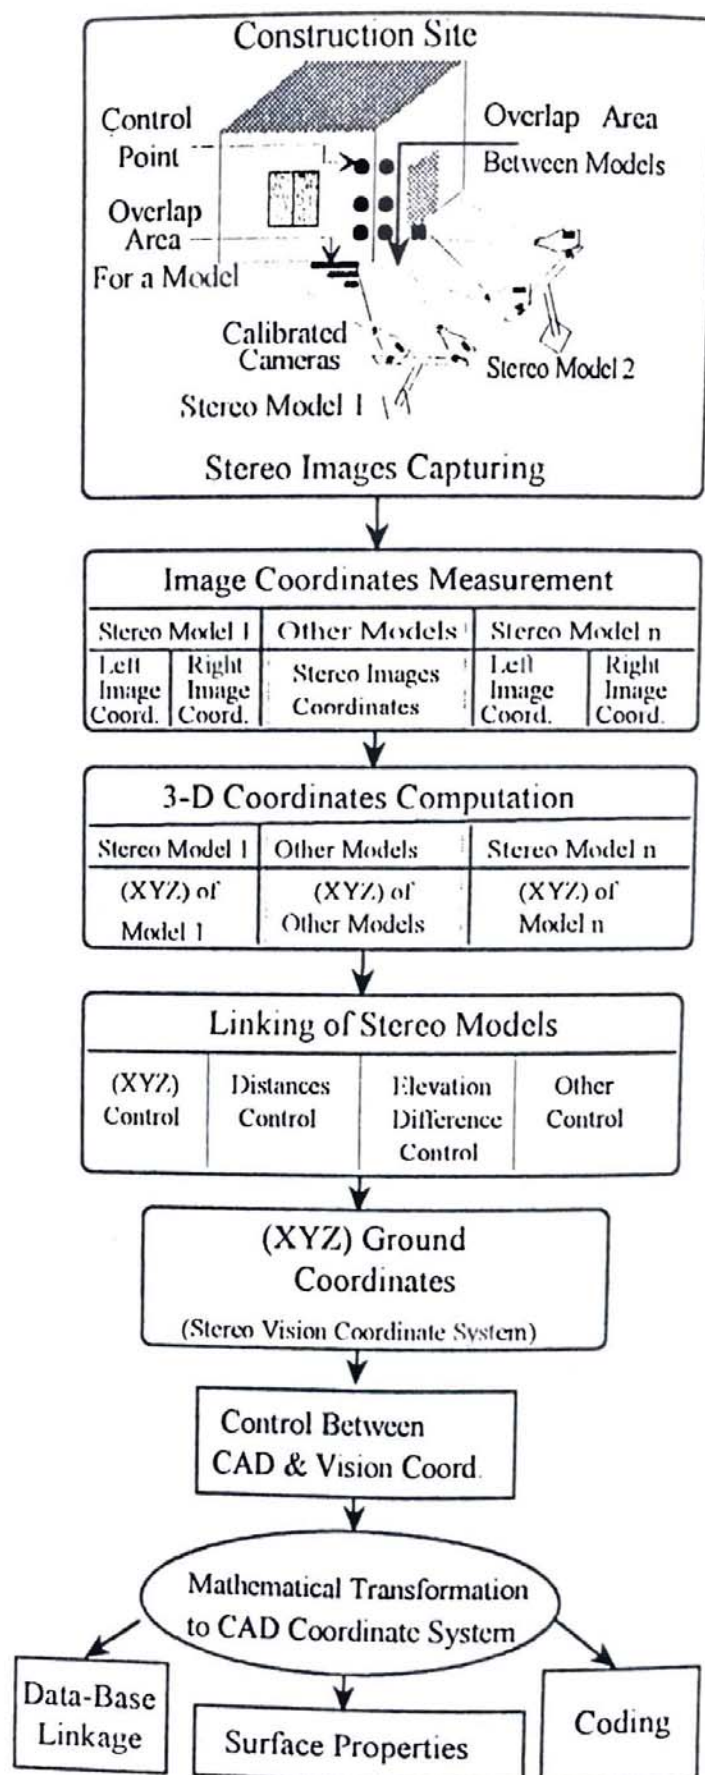 Construction Site
Control
Point
Overlap Area
Between Models
Overlap
Area
For a Model
Calibrated
Cameras
Stereo Model 1
Stereo Model 2
Stereo Images Capturing
Image Coordinates Measurement
Stereo Model 1 Other Models Stereo Model n
Left Image Coord.
Right Image Coord.
Stereo Images Coordinates
Left Image Coord.
Right Image Coord.
3-D Coordinates Computation
Stereo Model 1 Other Models Stereo Model n
(XYZ) of Model 1
(XYZ) of Other Models
(XYZ) of Model n
Linking of Stereo Models
(XYZ) Control
Distances Control
Elevation Difference Control
Other Control
(XYZ) Ground
Coordinates
(Stereo Vision Coordinate System)
Control Between
CAD & Vision Coord.
Mathematical Transformation
to CAD Coordinate System
Data-Base
Linkage
Surface Properties
Coding